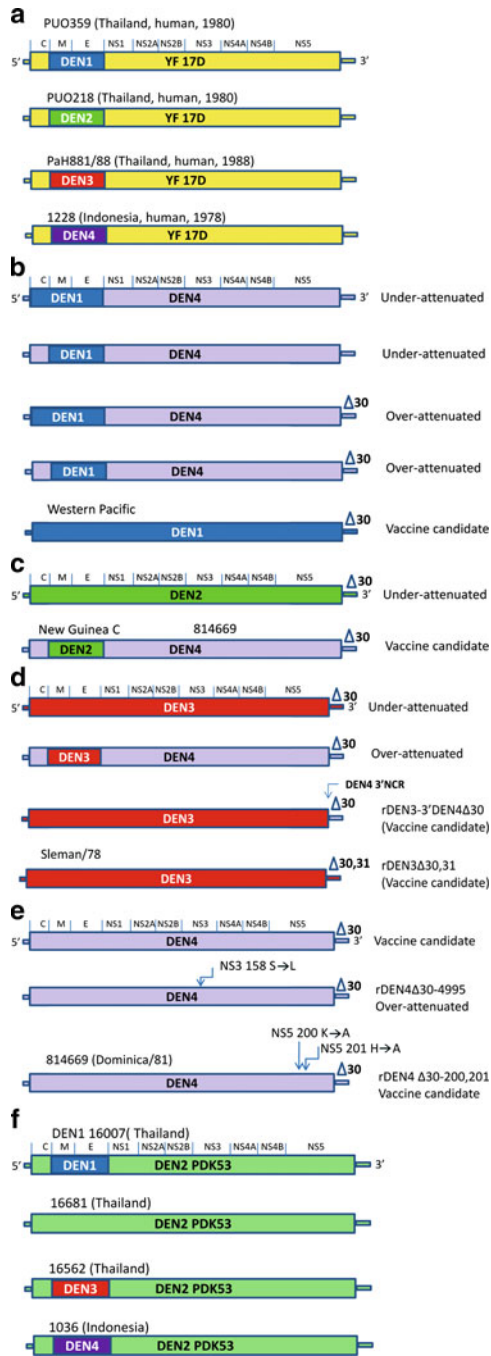 a
PUO359 (Thailand, human, 1980)
C M E NS1 NS2A NS2B NS3 NS4A NS4B NS5
5' DEN1 YF 17D 3'
PUO218 (Thailand, human, 1980)
DEN2 YF 17D
PaH881/88 (Thailand, human, 1988)
DEN3 YF 17D
1228 (Indonesia, human, 1978)
DEN4 YF 17D
b
C M E NS1 NS2A NS2B NS3 NS4A NS4B NS5
5' DEN1 DEN4 3' Under-attenuated
DEN1 DEN4 Under-attenuated
Δ30
DEN1 DEN4 Over-attenuated
Δ30
DEN1 DEN4 Over-attenuated
Western Pacific Δ30
DEN1 Vaccine candidate
c
C M E NS1 NS2A NS2B NS3 NS4A NS4B NS5 Δ30
5' DEN2 3' Under-attenuated
New Guinea C 814669 Δ30
DEN2 DEN4 Vaccine candidate
d
C M E NS1 NS2A NS2B NS3 NS4A NS4B NS5 Δ30
5' DEN3 3' Under-attenuated
Δ30
DEN3 DEN4 Over-attenuated
DEN4 3'NCR
Δ30
DEN3 rDEN3-3'DEN4Δ30
(Vaccine candidate)
Sleman/78 Δ30,31
DEN3 rDEN3Δ30,31
(Vaccine candidate)
e
C M E NS1 NS2A NS2B NS3 NS4A NS4B NS5 Δ30
5' DEN4 3' Vaccine candidate
NS3 158 S→L
Δ30
DEN4 rDEN4Δ30-4995
Over-attenuated
NS5 200 K→A
NS5 201 H→A
814669 (Dominica/81) Δ30
DEN4 rDEN4 Δ30-200,201
Vaccine candidate
f
DEN1 16007( Thailand)
C M E NS1 NS2A NS2B NS3 NS4A NS4B NS5
5' DEN1 DEN2 PDK53 3'
16681 (Thailand)
DEN2 PDK53
16562 (Thailand)
DEN3 DEN2 PDK53
1036 (Indonesia)
DEN4 DEN2 PDK53